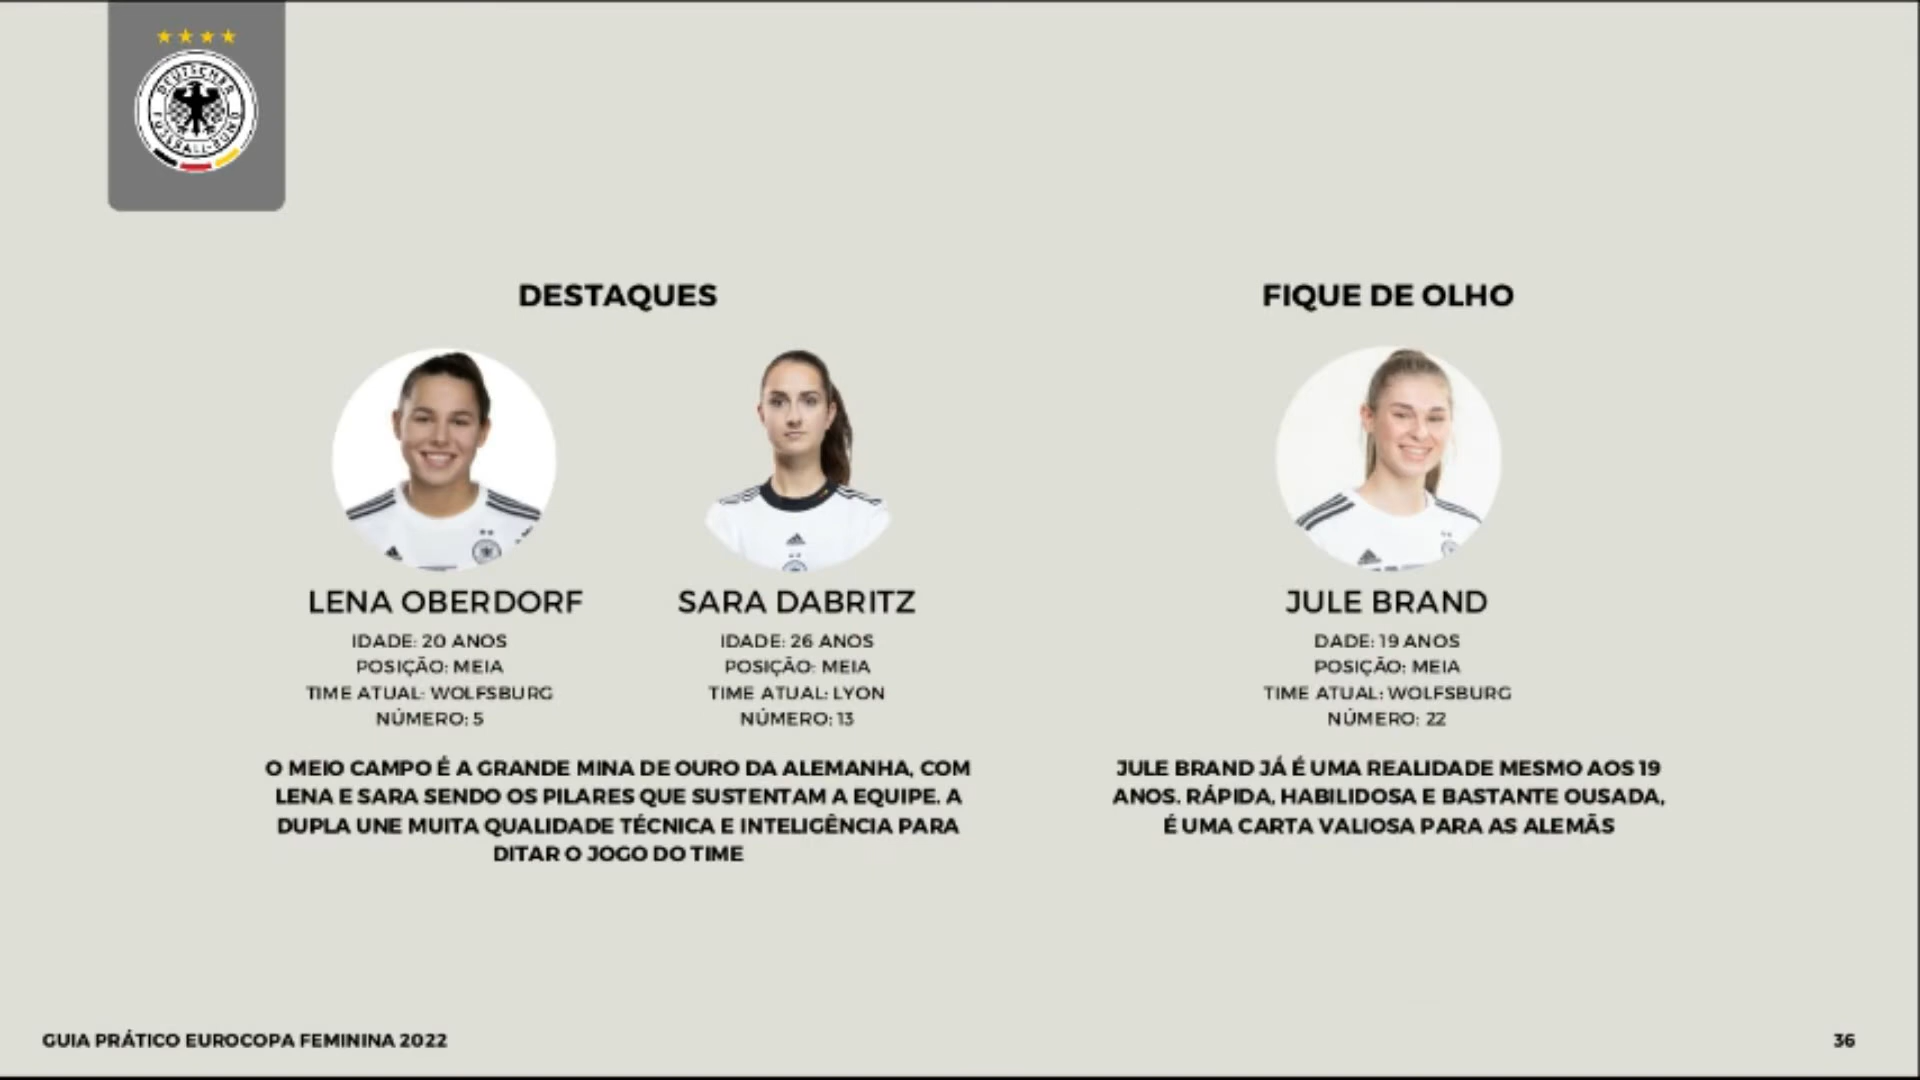 DEUTSCHER
FUSSBALL-BUND
DESTAQUES
LENA OBERDORF
IDADE: 20 ANOS
POSIÇÃO: MEIA
TIME ATUAL: WOLFSBURG
NÚMERO: 5
SARA DABRITZ
IDADE: 26 ANOS
POSIÇÃO: MEIA
TIME ATUAL: LYON
NÚMERO: 13
O MEIO CAMPO É A GRANDE MINA DE OURO DA ALEMANHA, COM
LENA E SARA SENDO OS PILARES QUE SUSTENTAM A EQUIPE. A
DUPLA UNE MUITA QUALIDADE TÉCNICA E INTELIGÊNCIA PARA
DITAR O JOGO DO TIME
FIQUE DE OLHO
JULE BRAND
DADE: 19 ANOS
POSIÇÃO: MEIA
TIME ATUAL: WOLFSBURG
NÚMERO: 22
JULE BRAND JÁ É UMA REALIDADE MESMO AOS 19
ANOS. RÁPIDA, HABILIDOSA E BASTANTE OUSADA,
É UMA CARTA VALIOSA PARA AS ALEMÃS
GUIA PRÁTICO EUROCOPA FEMININA 2022
36